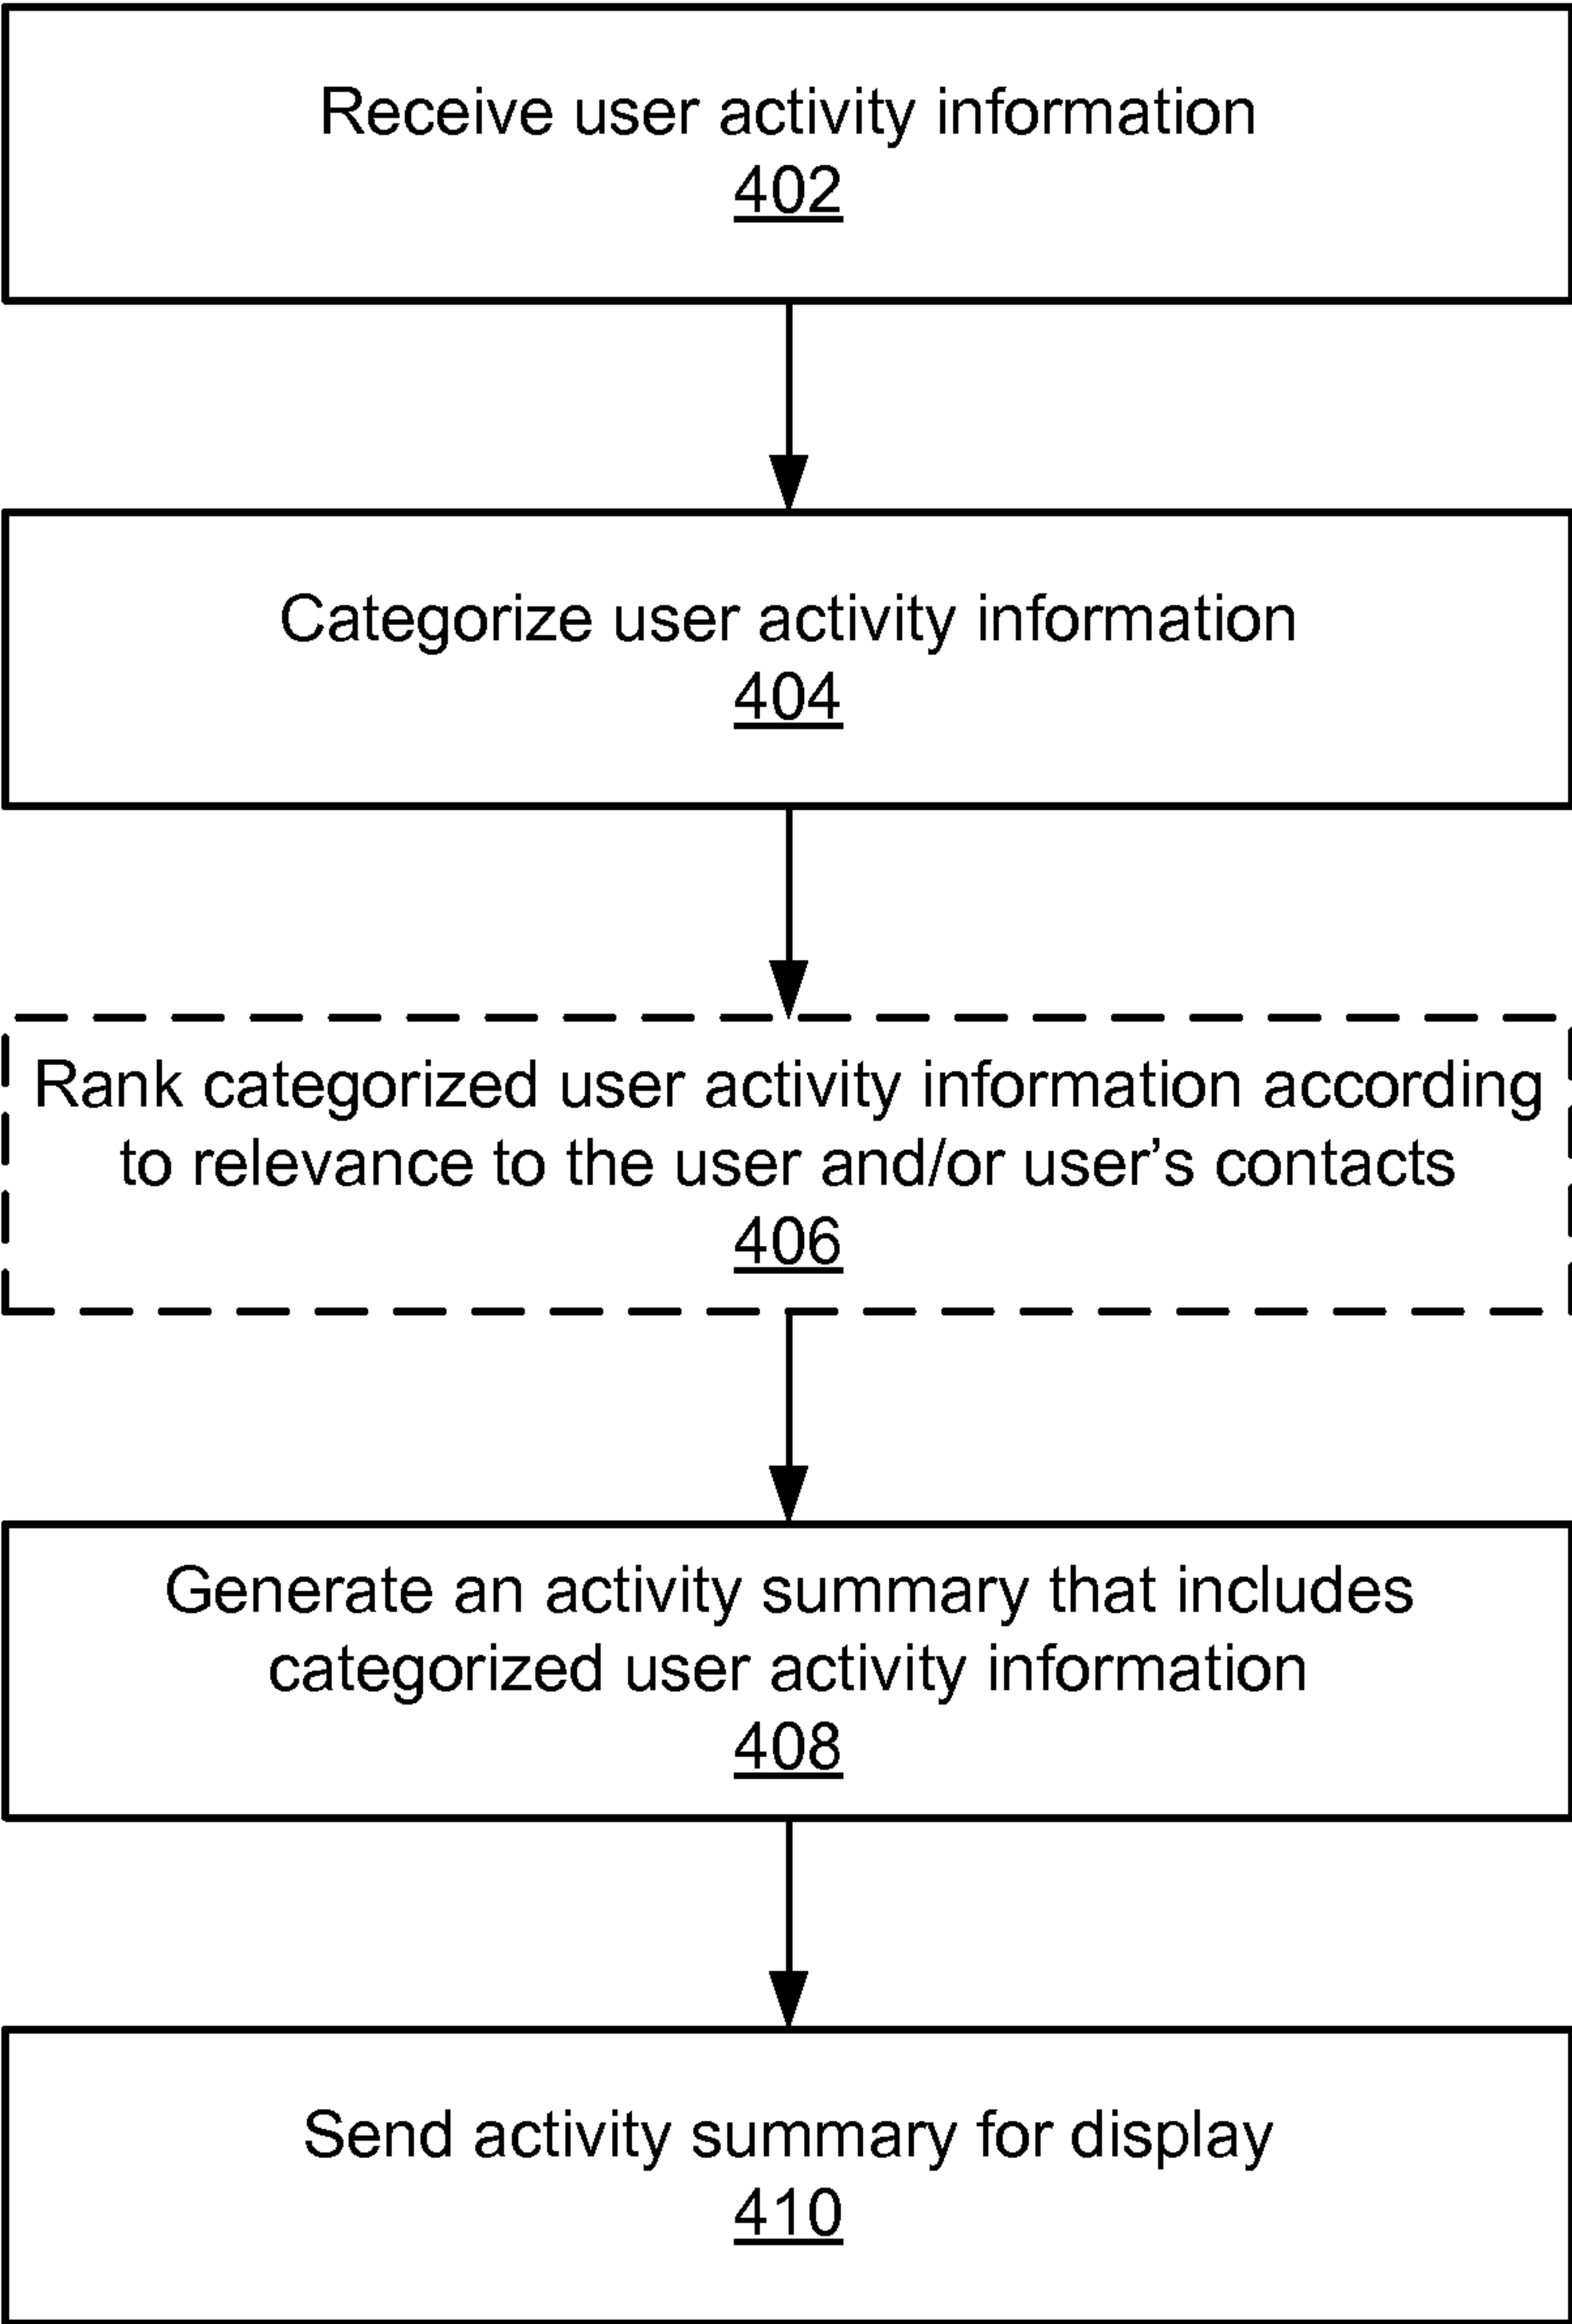 Receive user activity information
402
Categorize user activity information
404
Rank categorized user activity information according
to relevance to the user and/or user’s contacts
406
Generate an activity summary that includes
categorized user activity information
408
Send activity summary for display
410